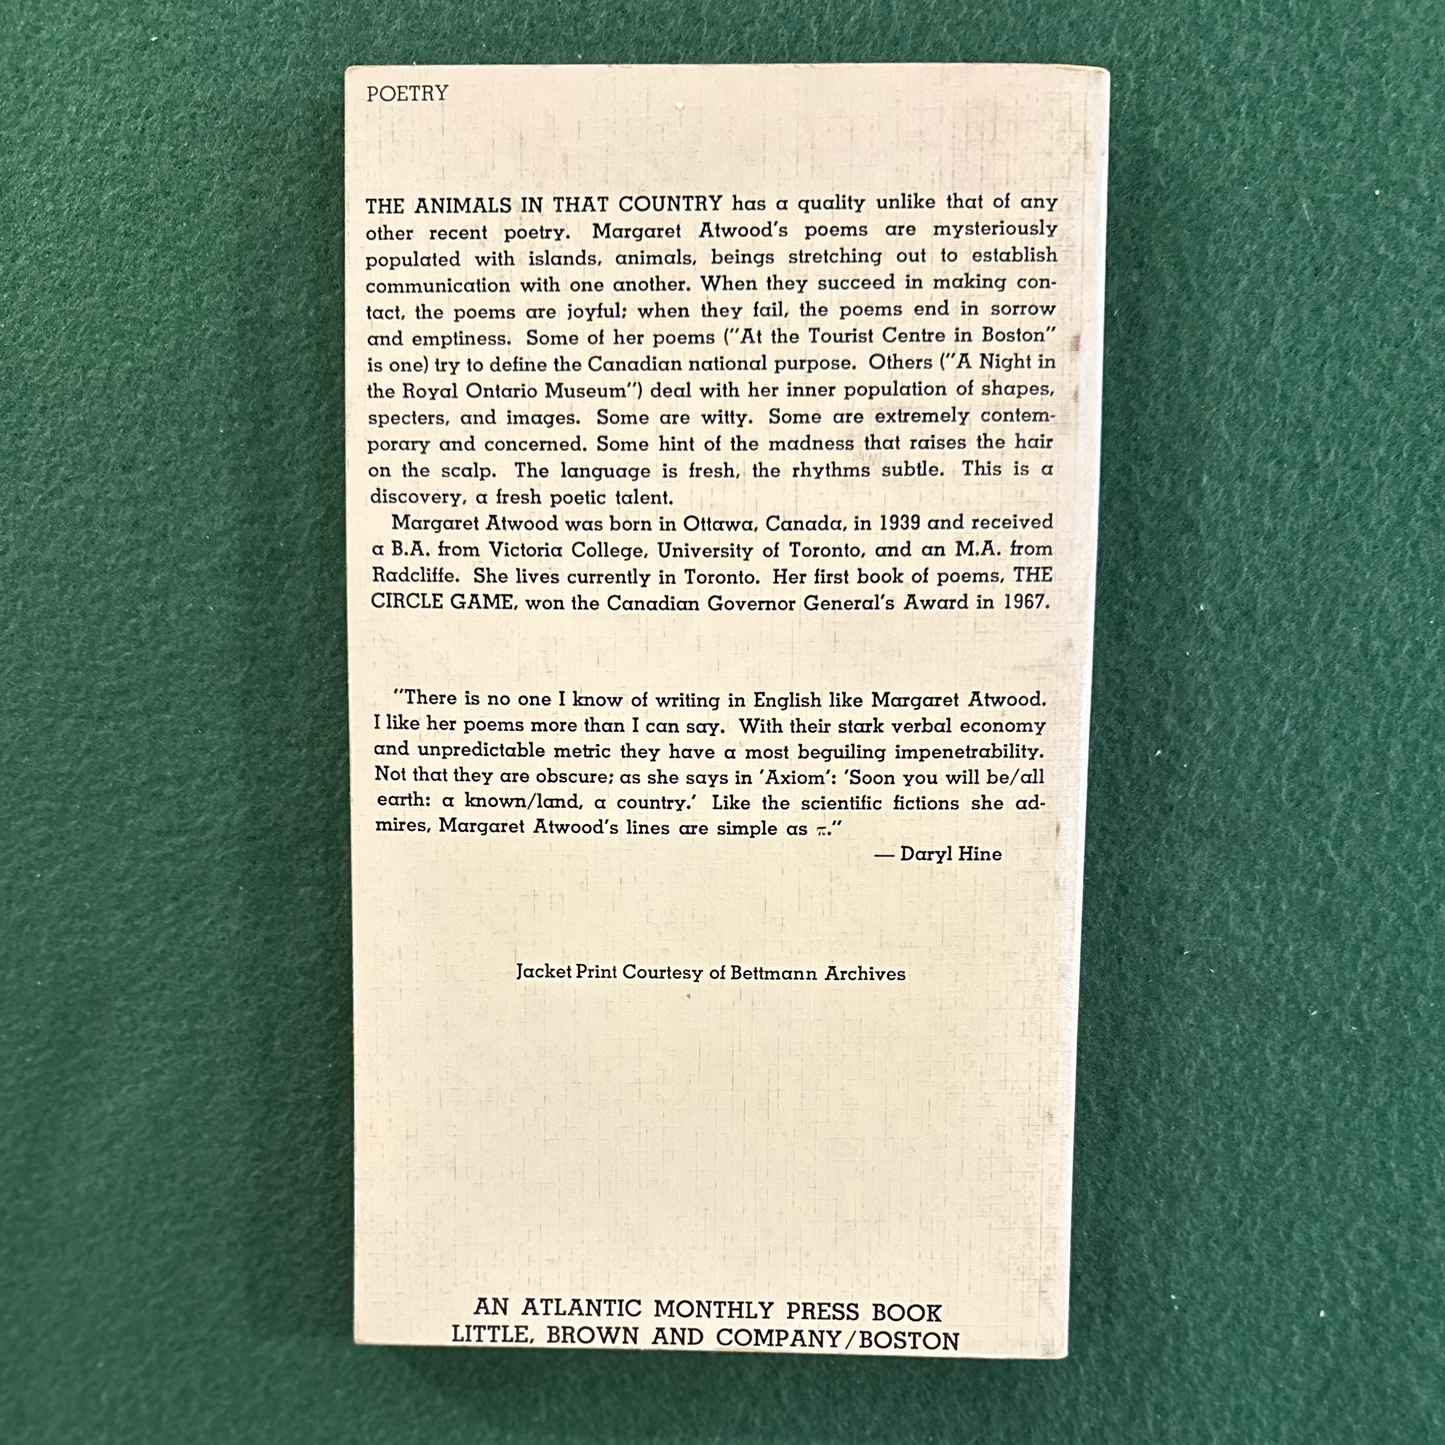 POETRY
THE ANIMALS IN THAT COUNTRY has a quality unlike that of any
other recent poetry. Margaret Atwood's poems are mysteriously
populated with islands, animals, beings stretching out to establish
communication with one another. When they succeed in making con-
tact, the poems are joyful; when they fail, the poems end in sorrow
and emptiness. Some of her poems ("At the Tourist Centre in Boston"
is one) try to define the Canadian national purpose. Others ("A Night in
the Royal Ontario Museum") deal with her inner population of shapes,
specters, and images. Some are witty. Some are extremely contem-
porary and concerned. Some hint of the madness that raises the hair
on the scalp. The language is fresh, the rhythms subtle. This is a
discovery, a fresh poetic talent.
Margaret Atwood was born in Ottawa, Canada, in 1939 and received
a B.A. from Victoria College, University of Toronto, and an M.A. from
Radcliffe. She lives currently in Toronto. Her first book of poems, THE
CIRCLE GAME, won the Canadian Governor General's Award in 1967.
"There is no one I know of writing in English like Margaret Atwood.
I like her poems more than I can say. With their stark verbal economy
and unpredictable metric they have a most beguiling impenetrability.
Not that they are obscure; as she says in 'Axiom': 'Soon you will be/all
earth: a known/land, a country.' Like the scientific fictions she ad-
mires, Margaret Atwood's lines are simple as π."
— Daryl Hine
Jacket Print Courtesy of Bettmann Archives
AN ATLANTIC MONTHLY PRESS BOOK
LITTLE, BROWN AND COMPANY/BOSTON